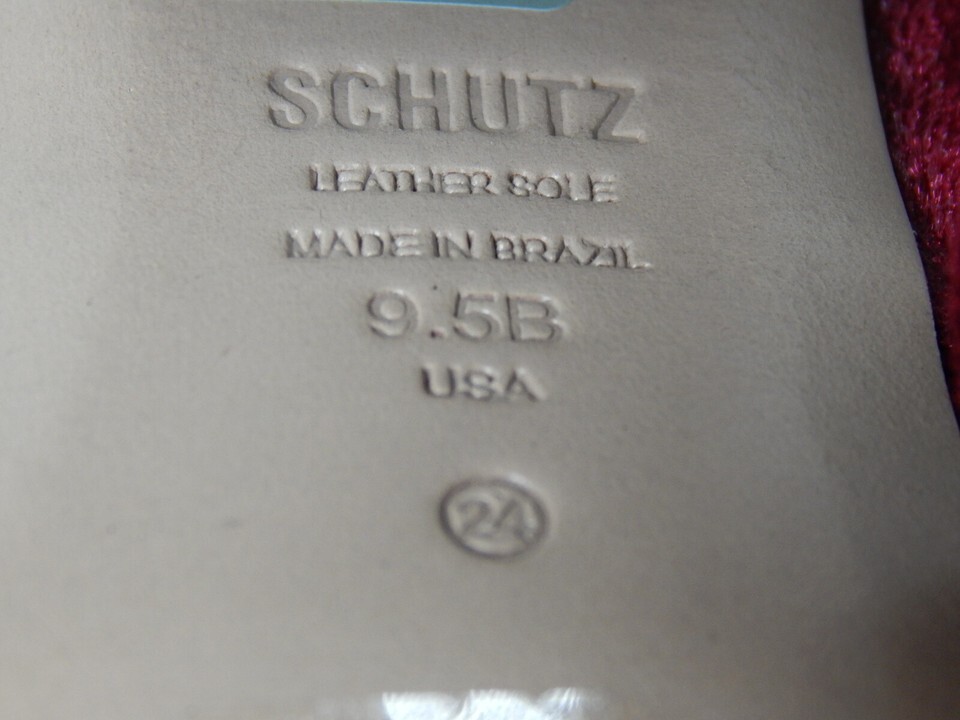 SCHUTZ
LEATHER SOLE
MADE IN BRAZIL
9.5B
USA
24